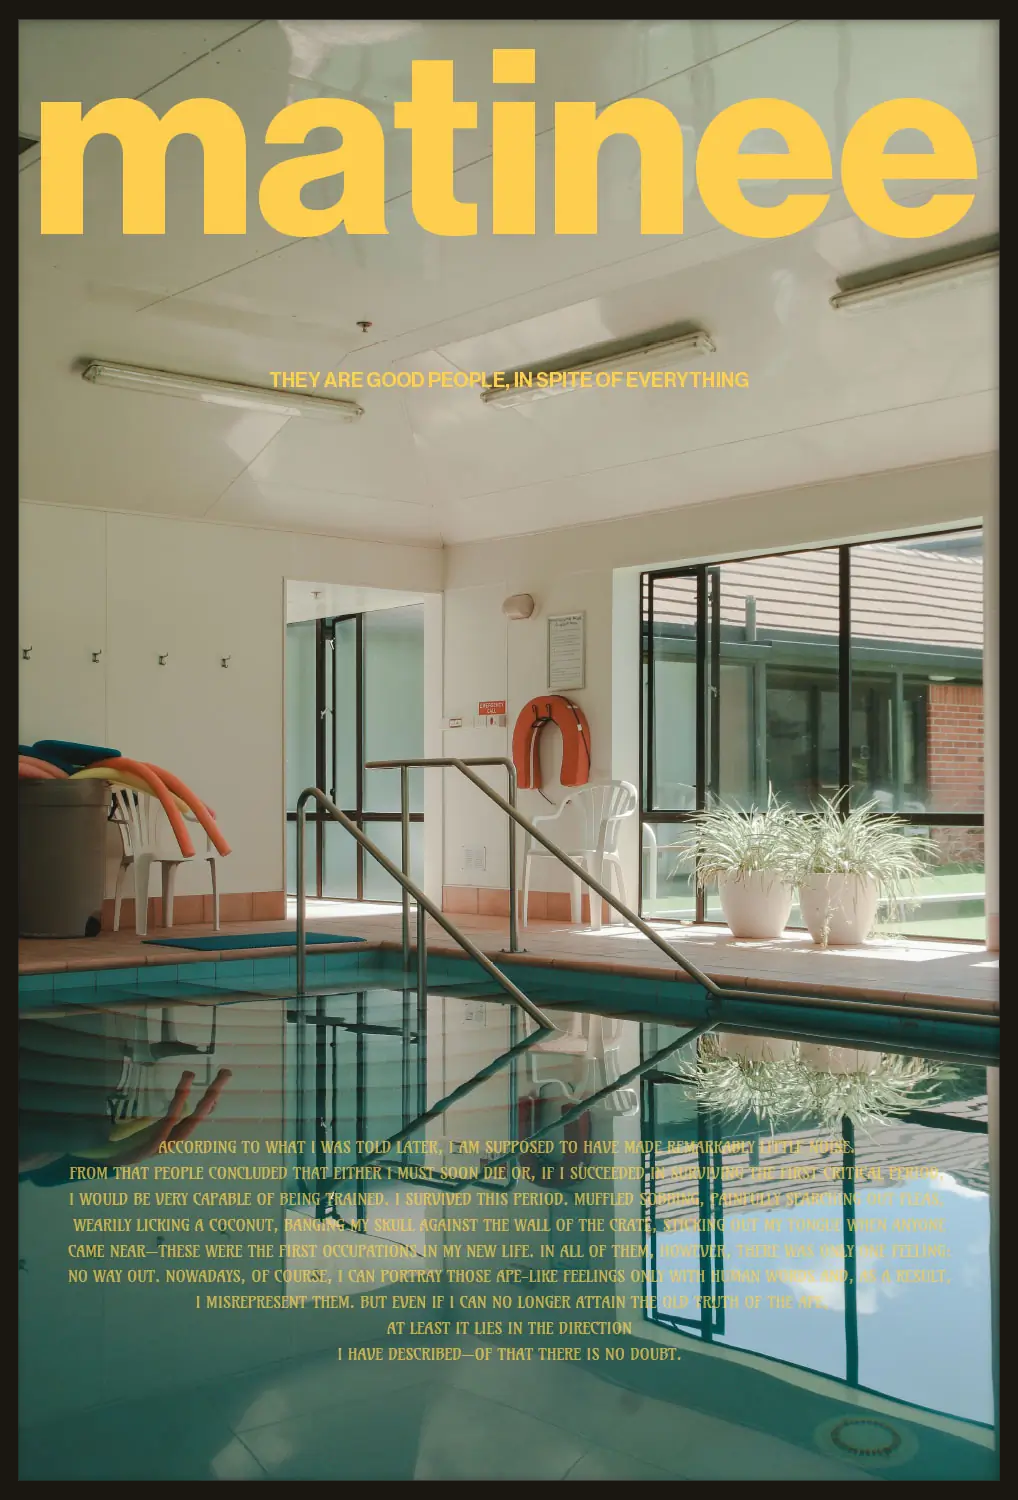 matinee
THEY ARE GOOD PEOPLE, IN SPITE OF EVERYTHING
EMERGENCY
CALL
ACCORDING TO WHAT I WAS TOLD LATER, I AM SUPPOSED TO HAVE MADE REMARKABLY LITTLE NOISE.
FROM THAT PEOPLE CONCLUDED THAT EITHER I MUST SOON DIE OR, IF I SUCCEEDED IN SURVIVING THE FIRST CRITICAL PERIOD,
I WOULD BE VERY CAPABLE OF BEING TRAINED. I SURVIVED THIS PERIOD. MUFFLED SOBBING, PAINFULLY SEARCHING OUT FLEAS,
WEARILY LICKING A COCONUT, BANGING MY SKULL AGAINST THE WALL OF THE CRATE, STICKING OUT MY TONGUE WHEN ANYONE
CAME NEAR—THESE WERE THE FIRST OCCUPATIONS IN MY NEW LIFE. IN ALL OF THEM, HOWEVER, THERE WAS ONLY ONE FEELING:
NO WAY OUT. NOWADAYS, OF COURSE, I CAN PORTRAY THOSE APE-LIKE FEELINGS ONLY WITH HUMAN WORDS AND, AS A RESULT,
I MISREPRESENT THEM. BUT EVEN IF I CAN NO LONGER ATTAIN THE OLD TRUTH OF THE APE,
AT LEAST IT LIES IN THE DIRECTION
I HAVE DESCRIBED—OF THAT THERE IS NO DOUBT.